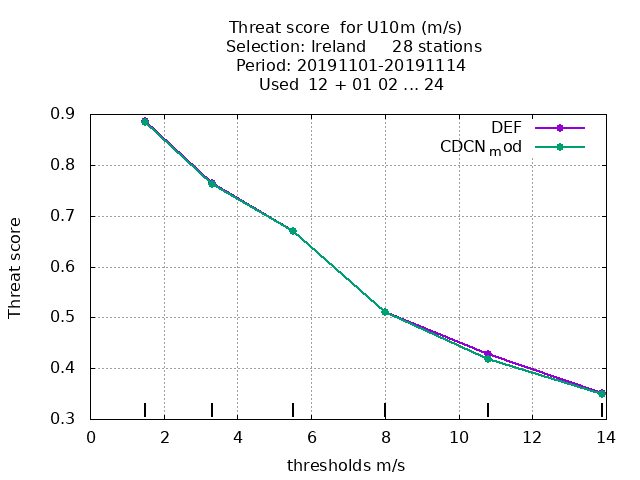 Threat score  for U10m (m/s)
Selection: Ireland     28 stations
Period: 20191101-20191114
Used  12 + 01 02 ... 24
DEF
CDCN_mod
Threat score
0.9
0.8
0.7
0.6
0.5
0.4
0.3
0 2 4 6 8 10 12 14
thresholds m/s